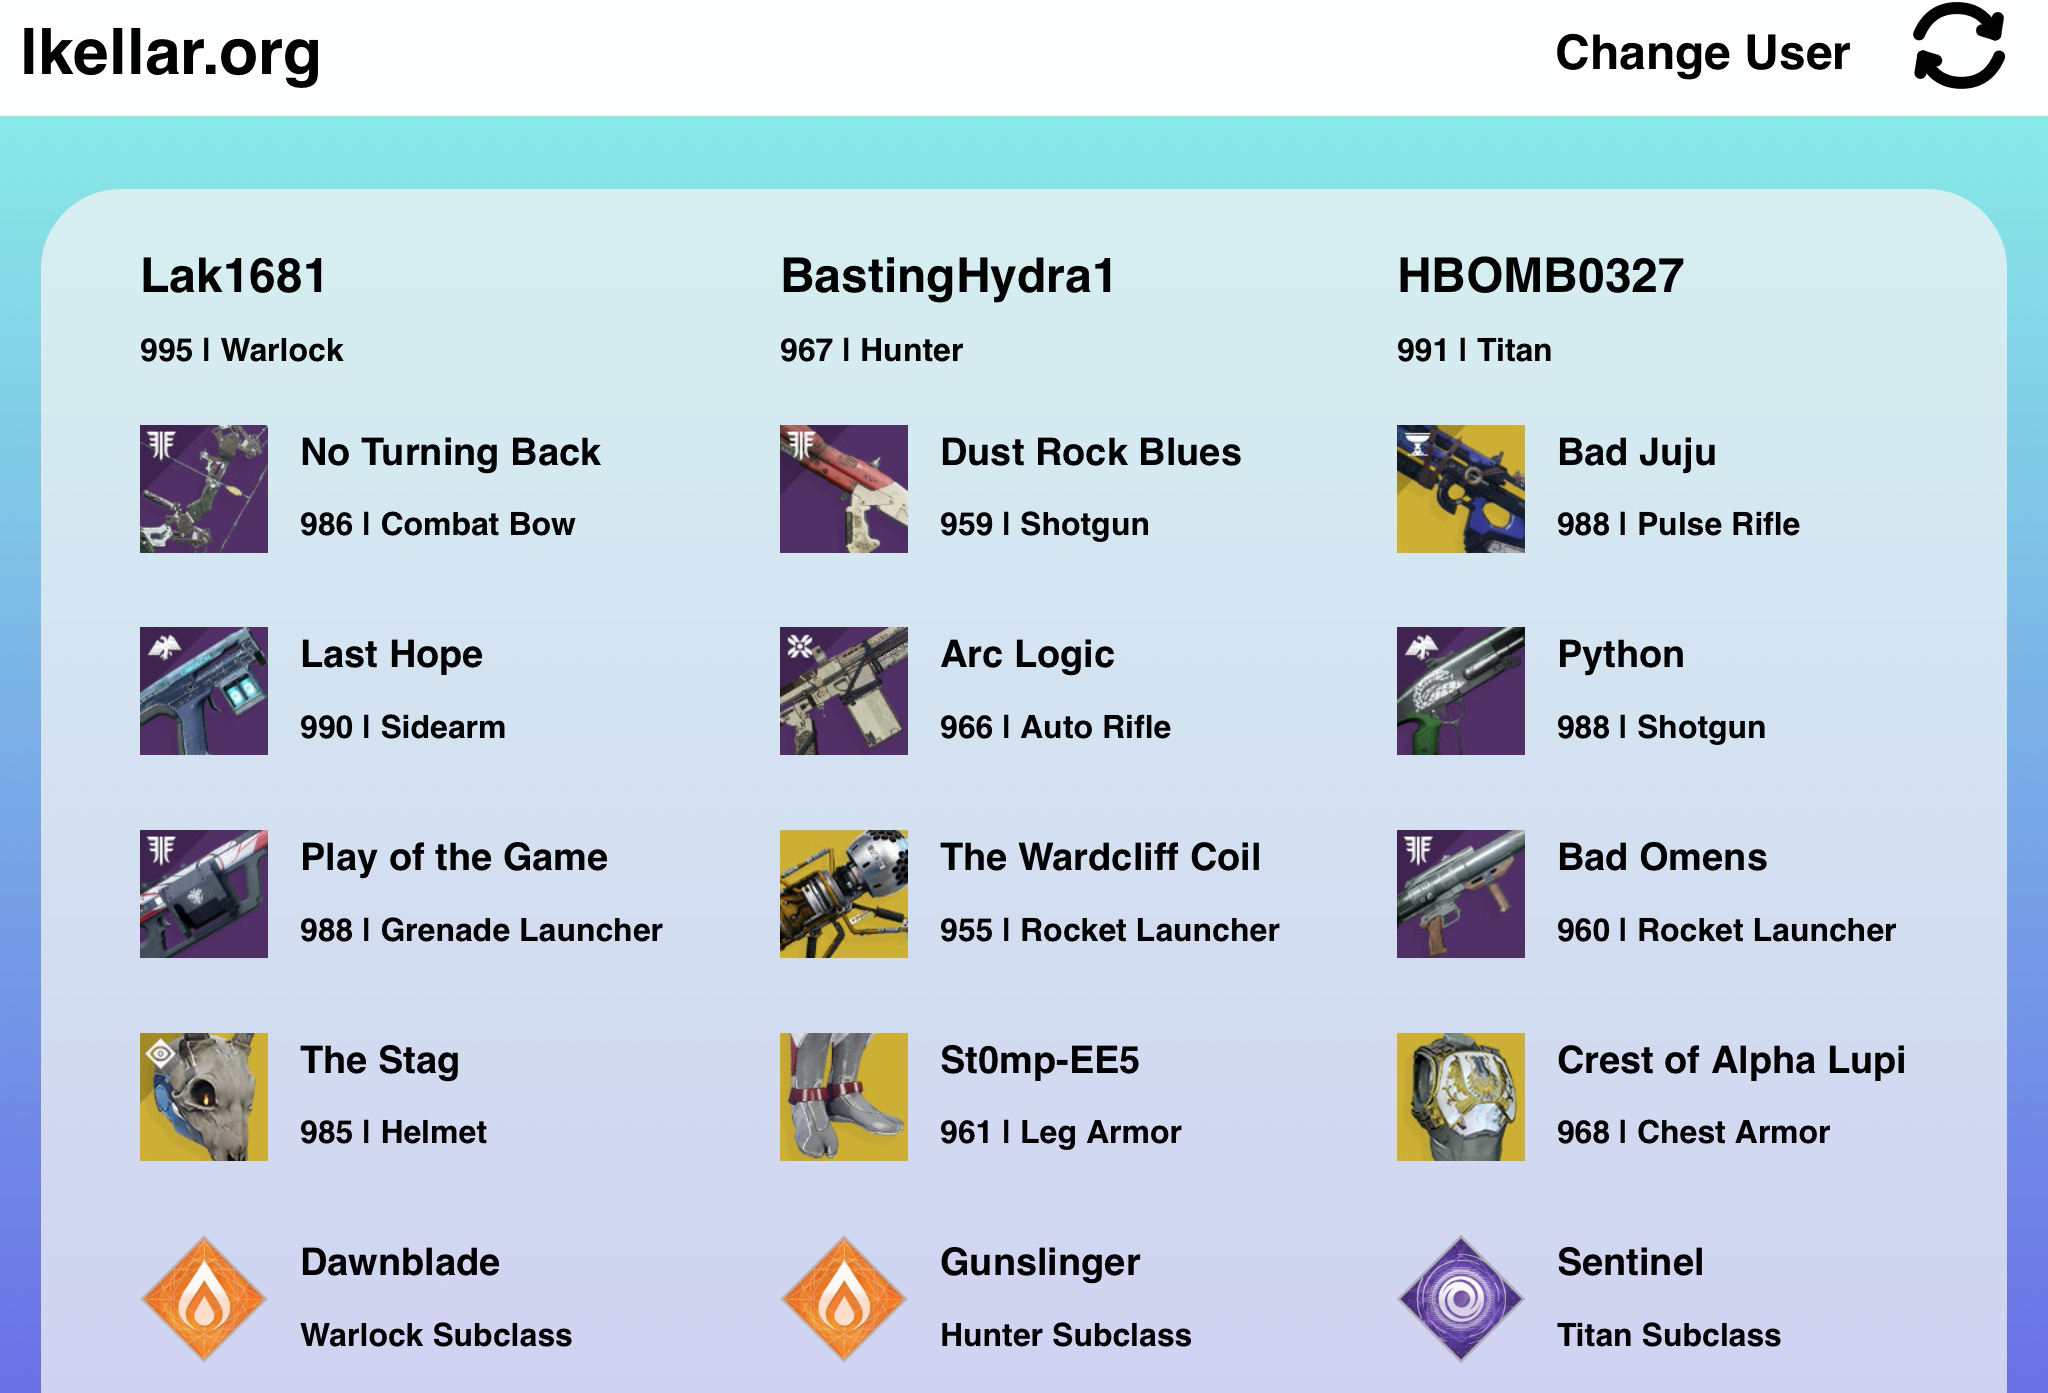 lkellar.org
Change User
Lak1681
995 | Warlock
No Turning Back
986 | Combat Bow
Last Hope
990 | Sidearm
Play of the Game
988 | Grenade Launcher
The Stag
985 | Helmet
Dawnblade
Warlock Subclass
BastingHydra1
967 | Hunter
Dust Rock Blues
959 | Shotgun
Arc Logic
966 | Auto Rifle
The Wardcliff Coil
955 | Rocket Launcher
St0mp-EE5
961 | Leg Armor
Gunslinger
Hunter Subclass
HBOMB0327
991 | Titan
Bad Juju
988 | Pulse Rifle
Python
988 | Shotgun
Bad Omens
960 | Rocket Launcher
Crest of Alpha Lupi
968 | Chest Armor
Sentinel
Titan Subclass